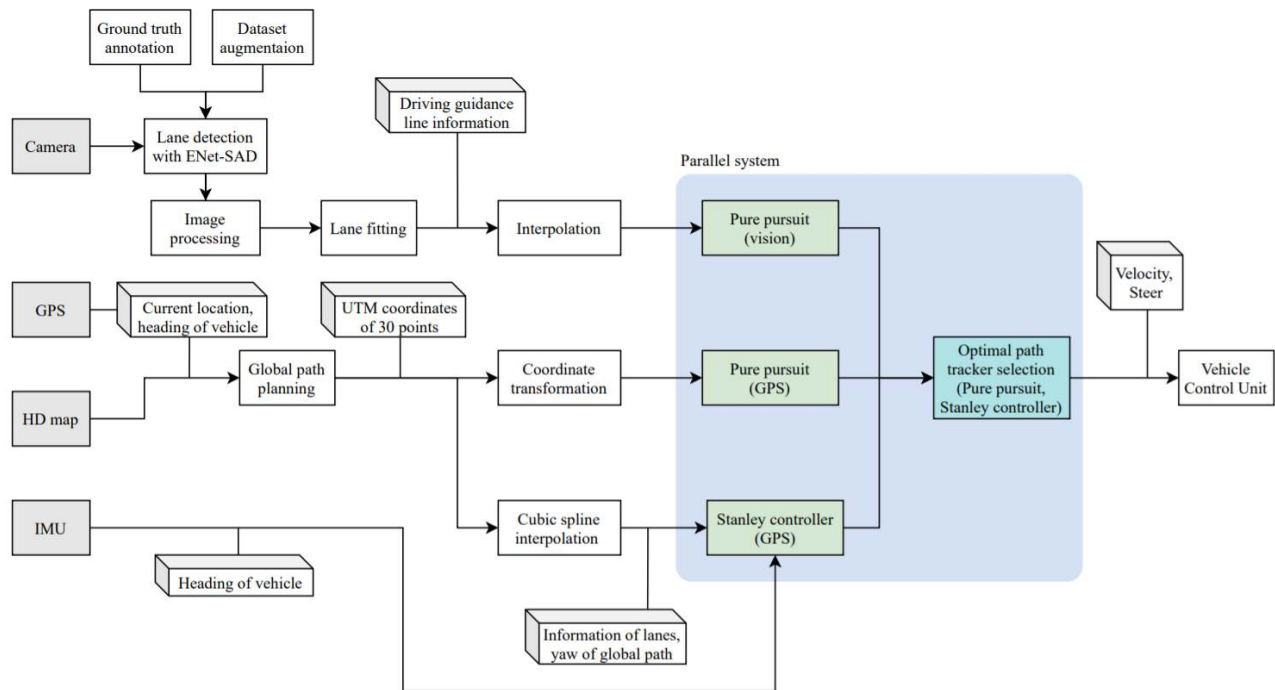 Ground truth
annotation
Dataset
augmentaion
Driving guidance
line information
Camera
Lane detection
with ENet-SAD
Parallel system
Image
processing
Lane fitting
Interpolation
Pure pursuit
(vision)
Velocity,
Steer
GPS
Current location,
heading of vehicle
UTM coordinates
of 30 points
Global path
planning
Coordinate
transformation
Pure pursuit
(GPS)
Optimal path
tracker selection
(Pure pursuit,
Stanley controller)
Vehicle
Control Unit
HD map
IMU
Cubic spline
interpolation
Stanley controller
(GPS)
Heading of vehicle
Information of lanes,
yaw of global path